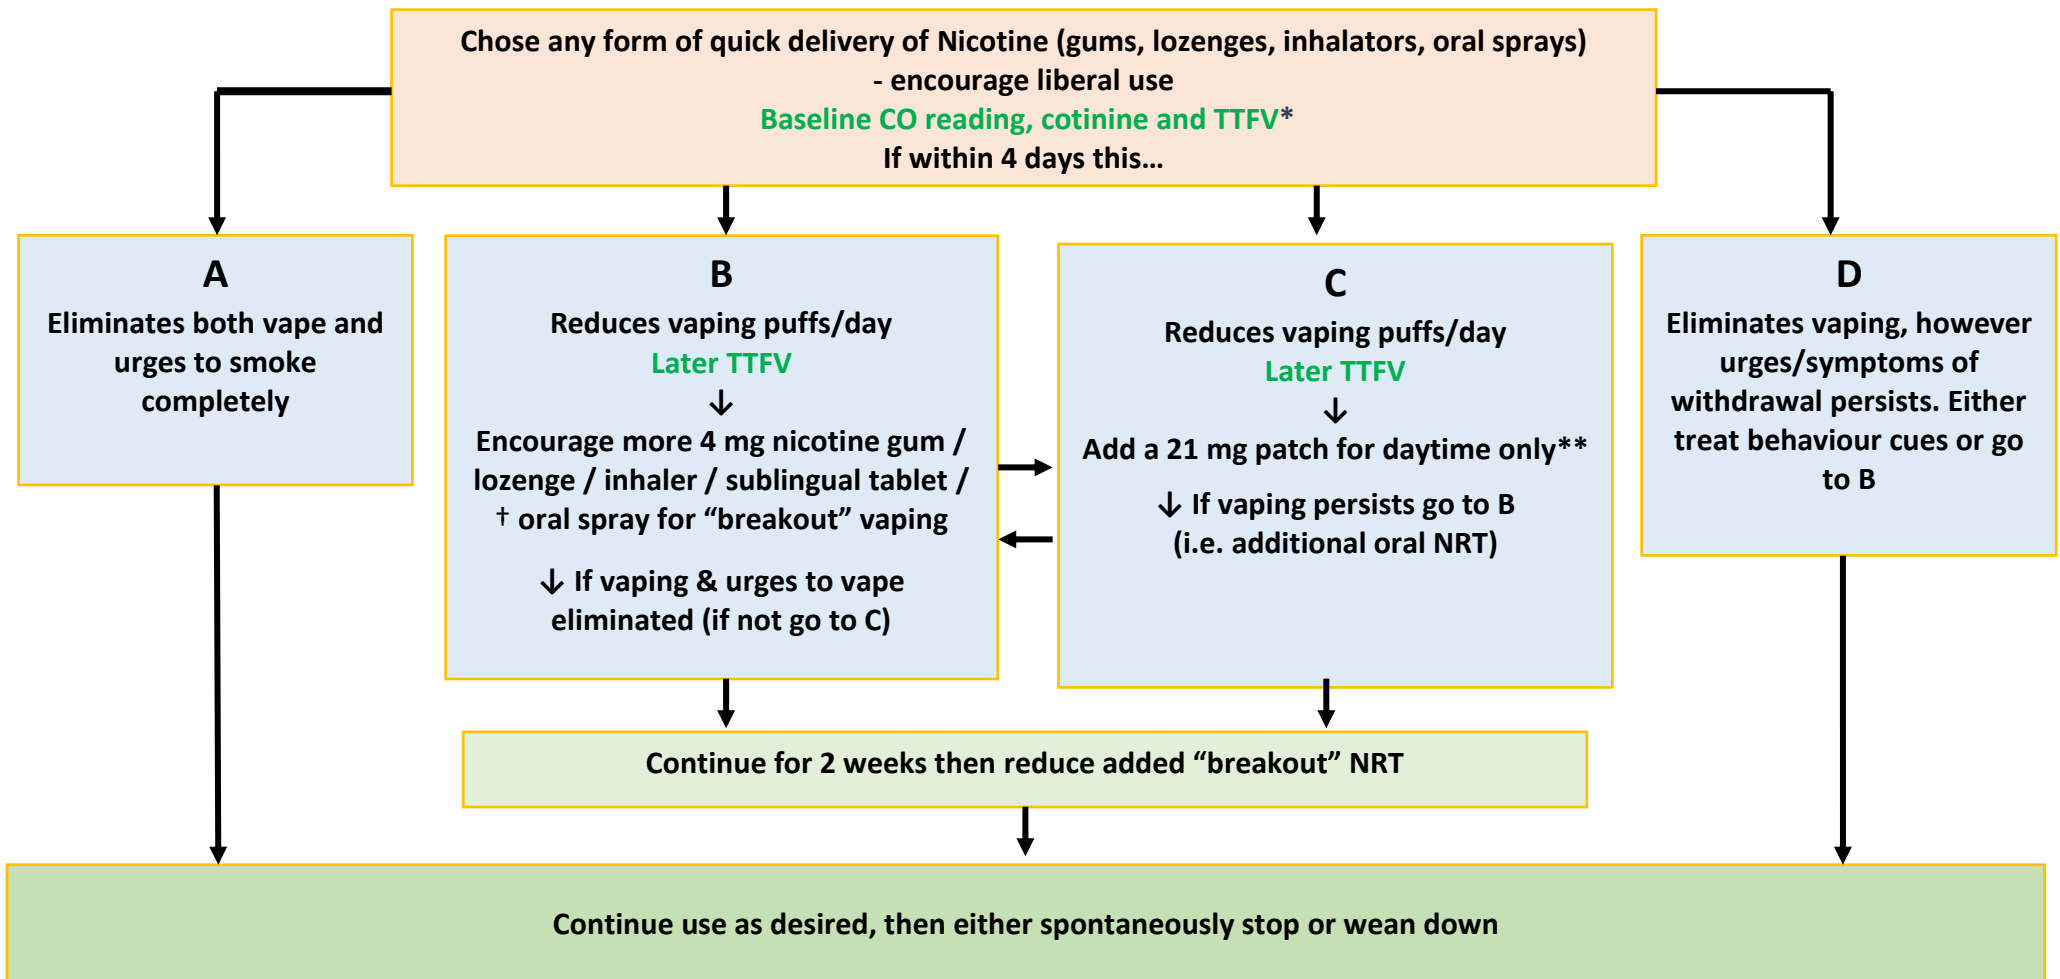 Chose any form of quick delivery of Nicotine (gums, lozenges, inhalators, oral sprays)
- encourage liberal use
Baseline CO reading, cotinine and TTFV*
If within 4 days this...
A
Eliminates both vape and
urges to smoke
completely
B
Reduces vaping puffs/day
Later TTFV
↓
Encourage more 4 mg nicotine gum /
lozenge / inhaler / sublingual tablet /
† oral spray for “breakout” vaping
↓ If vaping & urges to vape
eliminated (if not go to C)
C
Reduces vaping puffs/day
Later TTFV
↓
Add a 21 mg patch for daytime only**
↓ If vaping persists go to B
(i.e. additional oral NRT)
D
Eliminates vaping, however
urges/symptoms of
withdrawal persists. Either
treat behaviour cues or go
to B
Continue for 2 weeks then reduce added “breakout” NRT
Continue use as desired, then either spontaneously stop or wean down